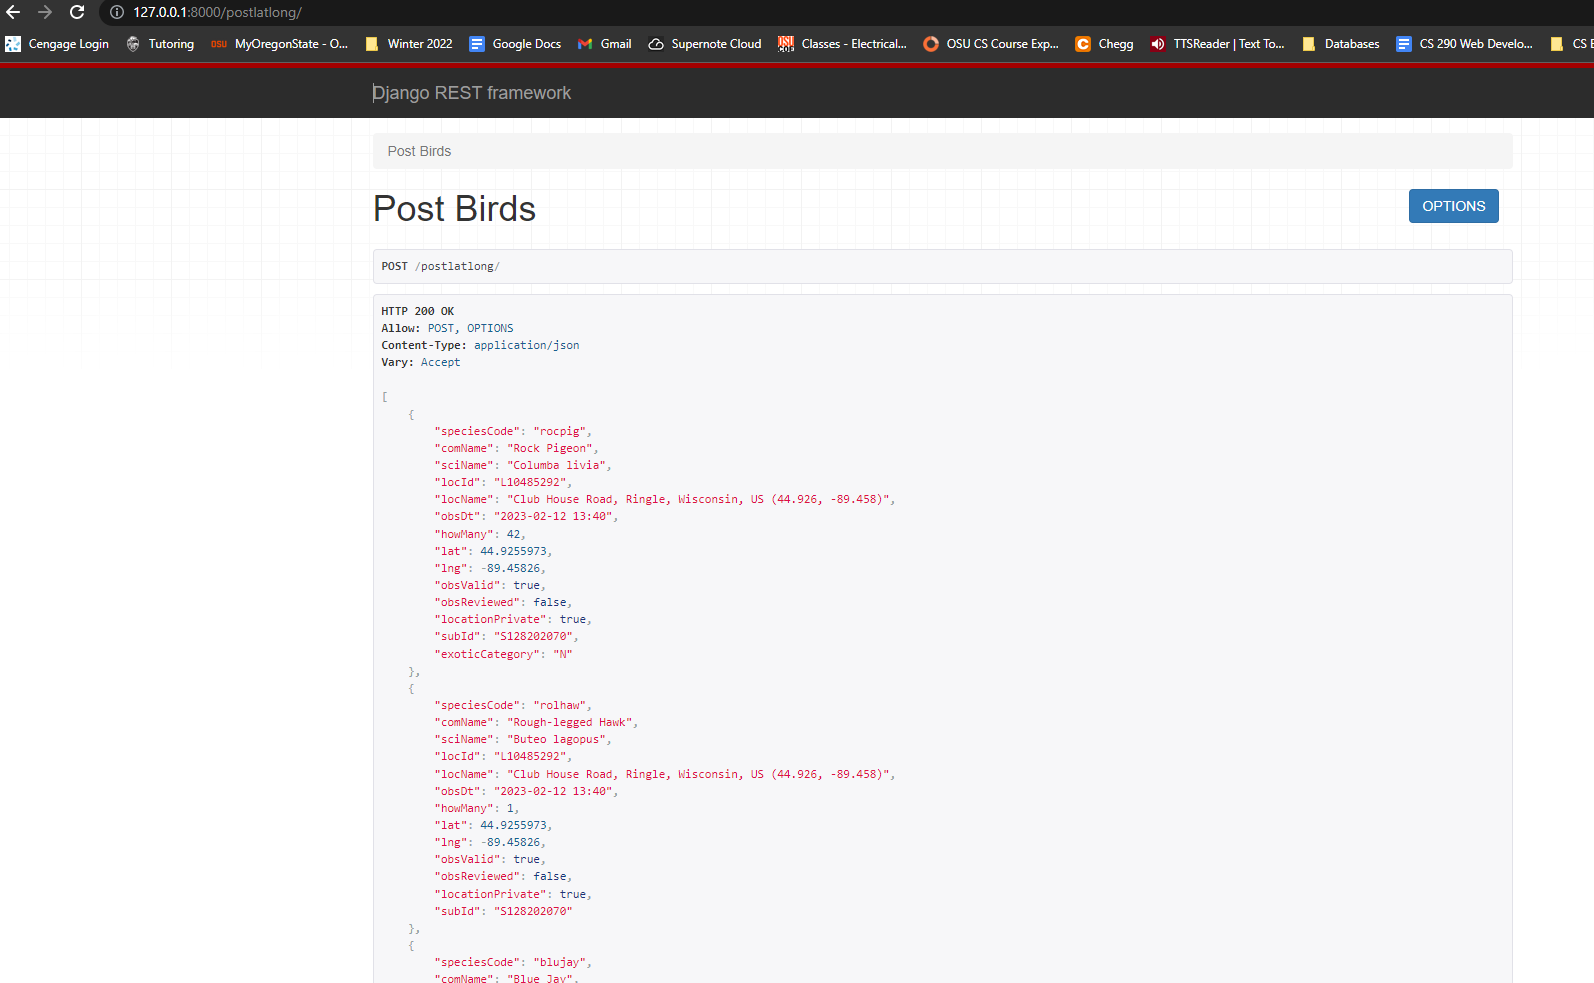 127.0.0.1:8000/postlatlong/
Cengage Login Tutoring OSU MyOregonState - O... Winter 2022 Google Docs Gmail Supernote Cloud Classes - Electrical... OSU CS Course Exp... Chegg TTSReader | Text To... Databases CS 290 Web Develo... CS E
Django REST framework
Post Birds
Post Birds OPTIONS
POST /postlatlong/
HTTP 200 OK
Allow: POST, OPTIONS
Content-Type: application/json
Vary: Accept
[
{
"speciesCode": "rocpig",
"comName": "Rock Pigeon",
"sciName": "Columba livia",
"locId": "L10485292",
"locName": "Club House Road, Ringle, Wisconsin, US (44.926, -89.458)",
"obsDt": "2023-02-12 13:40",
"howMany": 42,
"lat": 44.9255973,
"lng": -89.45826,
"obsValid": true,
"obsReviewed": false,
"locationPrivate": true,
"subId": "S128202070",
"exoticCategory": "N"
},
{
"speciesCode": "rolhaw",
"comName": "Rough-legged Hawk",
"sciName": "Buteo lagopus",
"locId": "L10485292",
"locName": "Club House Road, Ringle, Wisconsin, US (44.926, -89.458)",
"obsDt": "2023-02-12 13:40",
"howMany": 1,
"lat": 44.9255973,
"lng": -89.45826,
"obsValid": true,
"obsReviewed": false,
"locationPrivate": true,
"subId": "S128202070"
},
{
"speciesCode": "blujay",
"comName": "Blue Jay",